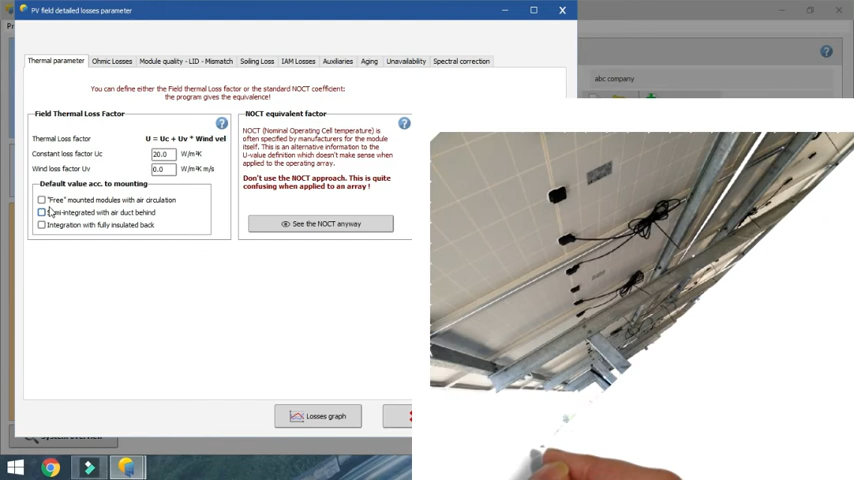 PV field detailed losses parameter
abc company
Thermal parameter
Ohmic Losses
Module quality - LID - Mismatch
Soiling Loss
IAM Losses
Auxiliaries
Aging
Unavailability
Spectral correction
You can define either the Field thermal Loss factor or the standard NOCT coefficient:
the program gives the equivalence!
Field Thermal Loss Factor
Thermal Loss factor U = Uc + Uv * Wind vel
Constant loss factor Uc 20.0 W/m²K
Wind loss factor Uv 0.0 W/m²K m/s
Default value acc. to mounting
"Free" mounted modules with air circulation
-integrated with air duct behind
Integration with fully insulated back
NOCT equivalent factor
NOCT (Nominal Operating Cell temperature) is
often specified by manufacturers for the module
itself. This is an alternative information to the
U-value definition which doesn't make sense when
applied to the operating array.
Don't use the NOCT approach. This is quite
confusing when applied to an array !
See the NOCT anyway
Losses graph
System overview